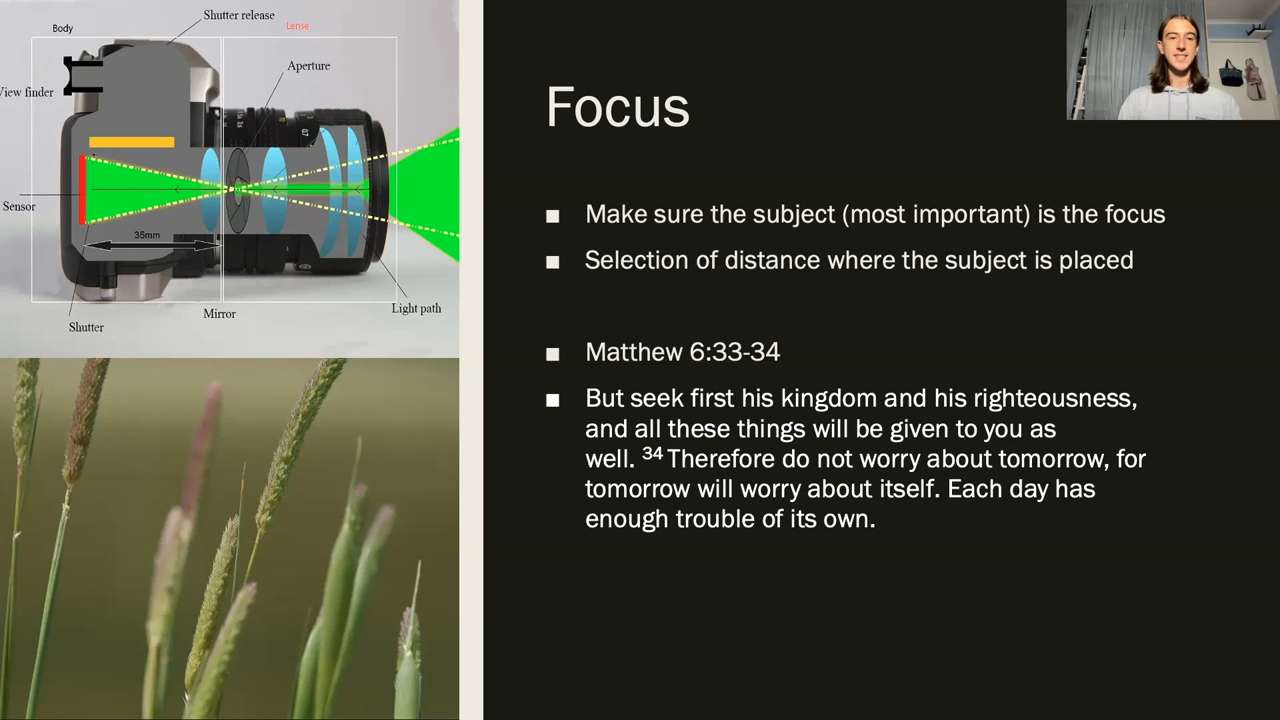 Shutter release
Body
Lense
Aperture
View finder
Sensor
35mm
Light path
Mirror
Shutter
Focus
Make sure the subject (most important) is the focus
Selection of distance where the subject is placed
Matthew 6:33-34
But seek first his kingdom and his righteousness,
and all these things will be given to you as
well. 34 Therefore do not worry about tomorrow, for
tomorrow will worry about itself. Each day has
enough trouble of its own.